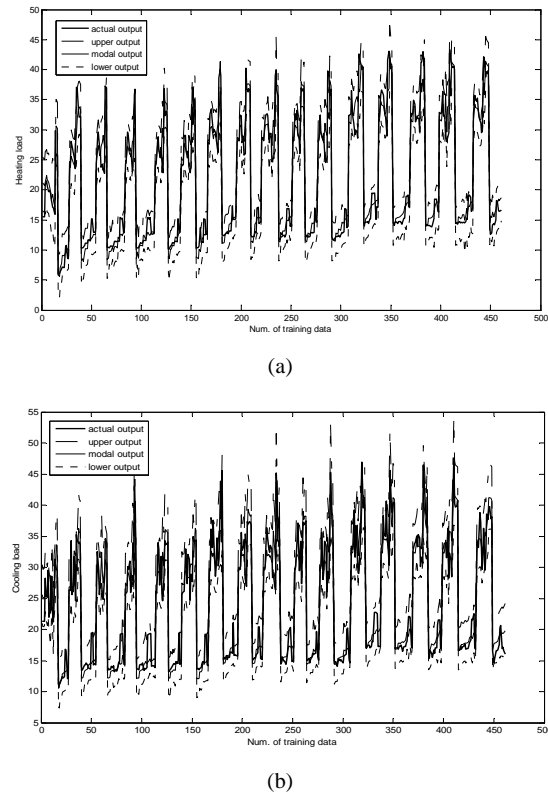 50
45
40
35
30
25
20
15
10
5
0
Heating load
actual output
upper output
modal output
lower output
0 50 100 150 200 250 300 350 400 450 500
Num. of training data
(a)
55
50
45
40
35
30
25
20
15
10
5
Cooling load
actual output
upper output
modal output
lower output
0 50 100 150 200 250 300 350 400 450
Num. of training data
(b)